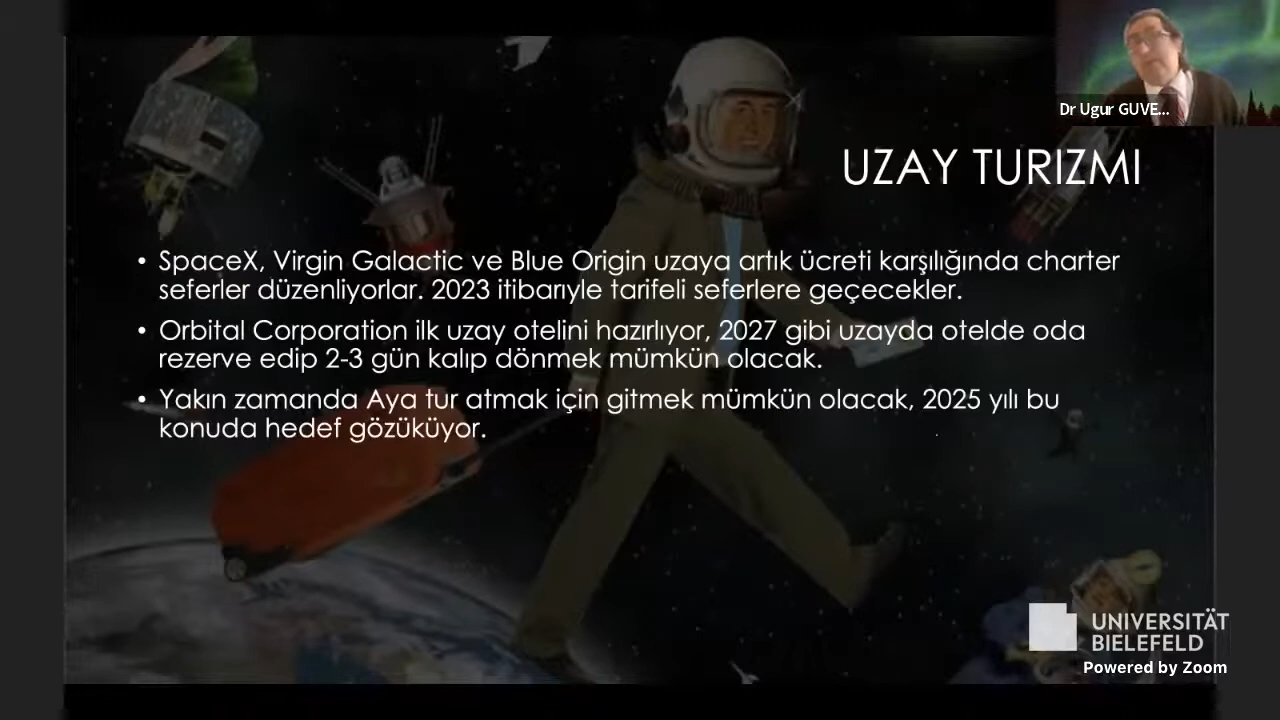 Dr Ugur GUVE...
UZAY TURIZMI
• SpaceX, Virgin Galactic ve Blue Origin uzaya artık ücreti karşılığında charter
seferler düzenliyorlar. 2023 itibarıyle tarifeli seferlere geçecekler.
• Orbital Corporation ilk uzay otelini hazırlıyor, 2027 gibi uzayda otelde oda
rezerve edip 2-3 gün kalıp dönmek mümkün olacak.
• Yakın zamanda Aya tur atmak için gitmek mümkün olacak, 2025 yılı bu
konuda hedef gözüküyor.
UNIVERSITÄT
BIELEFELD
Powered by Zoom